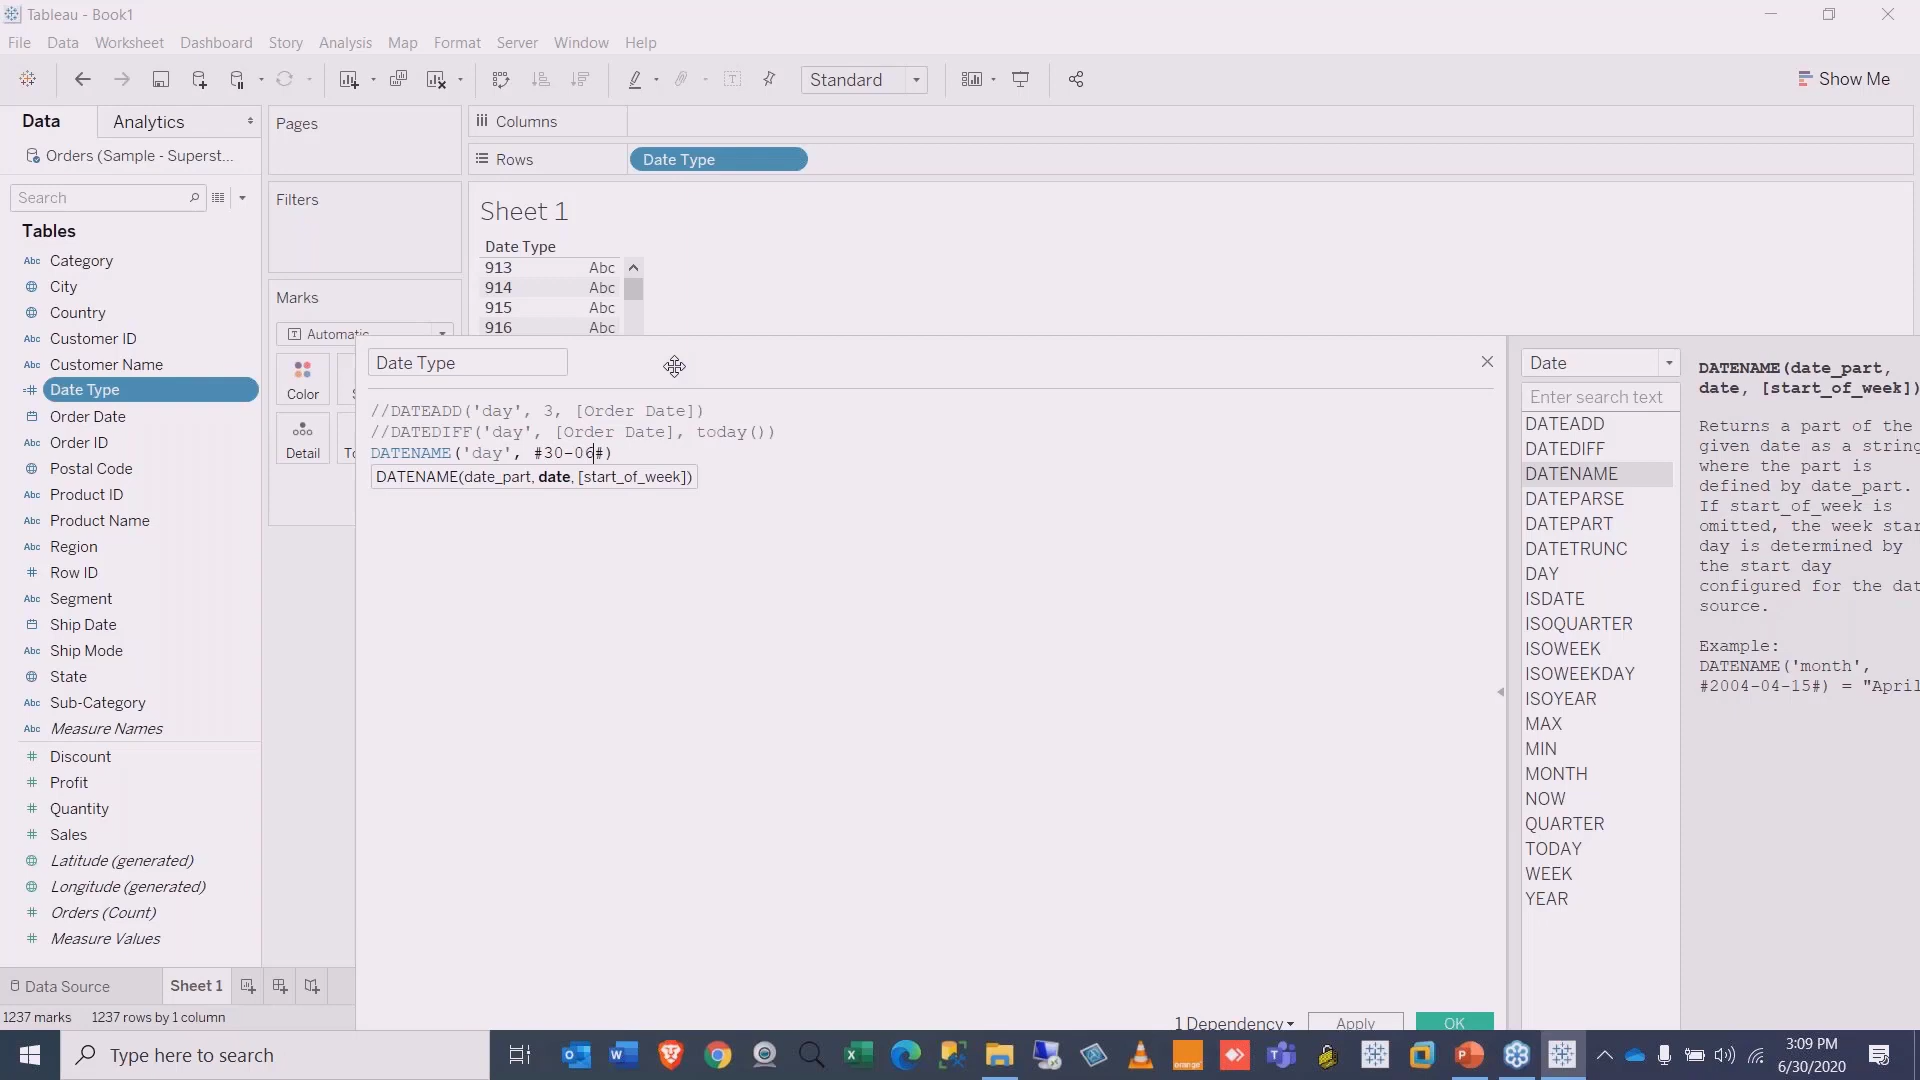 Tableau - Book1
File Data Worksheet Dashboard Story Analysis Map Format Server Window Help
Standard
Show Me
Data
Analytics
Orders (Sample - Superst...
Search
Tables
Category
City
Country
Customer ID
Customer Name
Date Type
Order Date
Order ID
Postal Code
Product ID
Product Name
Region
Row ID
Segment
Ship Date
Ship Mode
State
Sub-Category
Measure Names
Discount
Profit
Quantity
Sales
Latitude (generated)
Longitude (generated)
Orders (Count)
Measure Values
Pages
Filters
Marks
Automatic
Color
Detail
Columns
Rows
Date Type
Sheet 1
Date Type
913 Abc
914 Abc
915 Abc
916 Abc
Date Type
//DATEADD('day', 3, [Order Date])
//DATEDIFF('day', [Order Date], today())
DATENAME('day', #30-06#)
DATENAME(date_part, date, [start_of_week])
1 Dependency
Apply
OK
Date
Enter search text
DATEADD
DATEDIFF
DATENAME
DATEPARSE
DATEPART
DATETRUNC
DAY
ISDATE
ISOQUARTER
ISOWEEK
ISOWEEKDAY
ISOYEAR
MAX
MIN
MONTH
NOW
QUARTER
TODAY
WEEK
YEAR
DATENAME(date_part,
date, [start_of_week])
Returns a part of the
given date as a string
where the part is
defined by date_part.
If start_of_week is
omitted, the week star
day is determined by
the start day
configured for the dat
source.
Example:
DATENAME('month',
#2004-04-15#) = "April
Data Source
Sheet 1
1237 marks
1237 rows by 1 column
Type here to search
3:09 PM
6/30/2020